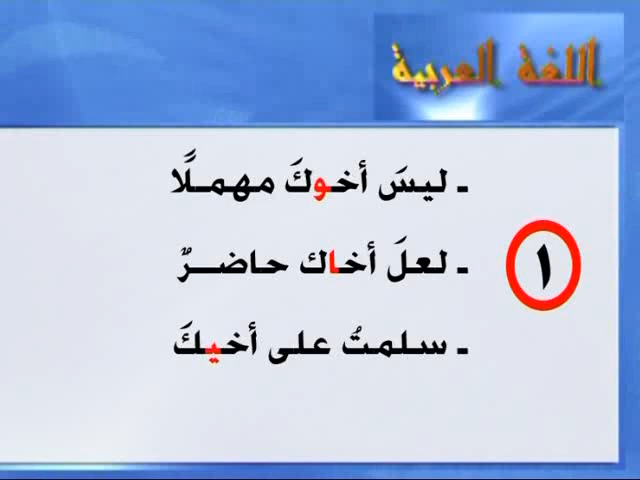 اللغة العربية
ـ ليسَ أخوكَ مهملًا
١
ـ لعلَ أخاك حاضرٌ
ـ سلمتُ على أخيكَ